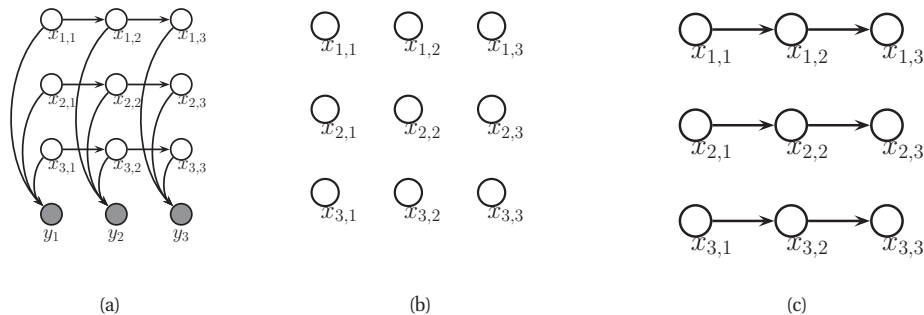 x1,1 x1,2 x1,3
x2,1 x2,2 x2,3
x3,1 x3,2 x3,3
y1 y2 y3
(a)
x1,1 x1,2 x1,3
x2,1 x2,2 x2,3
x3,1 x3,2 x3,3
(b)
x1,1 x1,2 x1,3
x2,1 x2,2 x2,3
x3,1 x3,2 x3,3
(c)